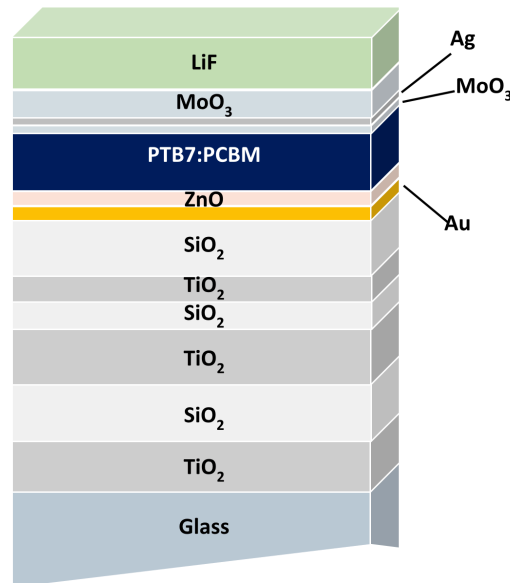 LiF
Ag
MoO₃
MoO₃
PTB7:PCBM
ZnO
Au
SiO₂
TiO₂
SiO₂
TiO₂
SiO₂
TiO₂
Glass